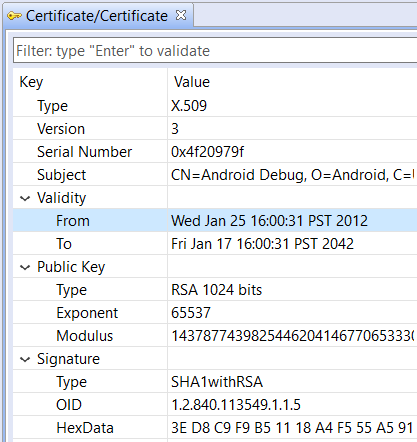 Certificate/Certificate
Filter: type "Enter" to validate
Key Value
Type X.509
Version 3
Serial Number 0x4f20979f
Subject CN=Android Debug, O=Android, C=
Validity
From Wed Jan 25 16:00:31 PST 2012
To Fri Jan 17 16:00:31 PST 2042
Public Key
Type RSA 1024 bits
Exponent 65537
Modulus 143787743982544620414677065333
Signature
Type SHA1withRSA
OID 1.2.840.113549.1.1.5
HexData 3E D8 C9 F9 B5 11 18 A4 F5 55 A5 91